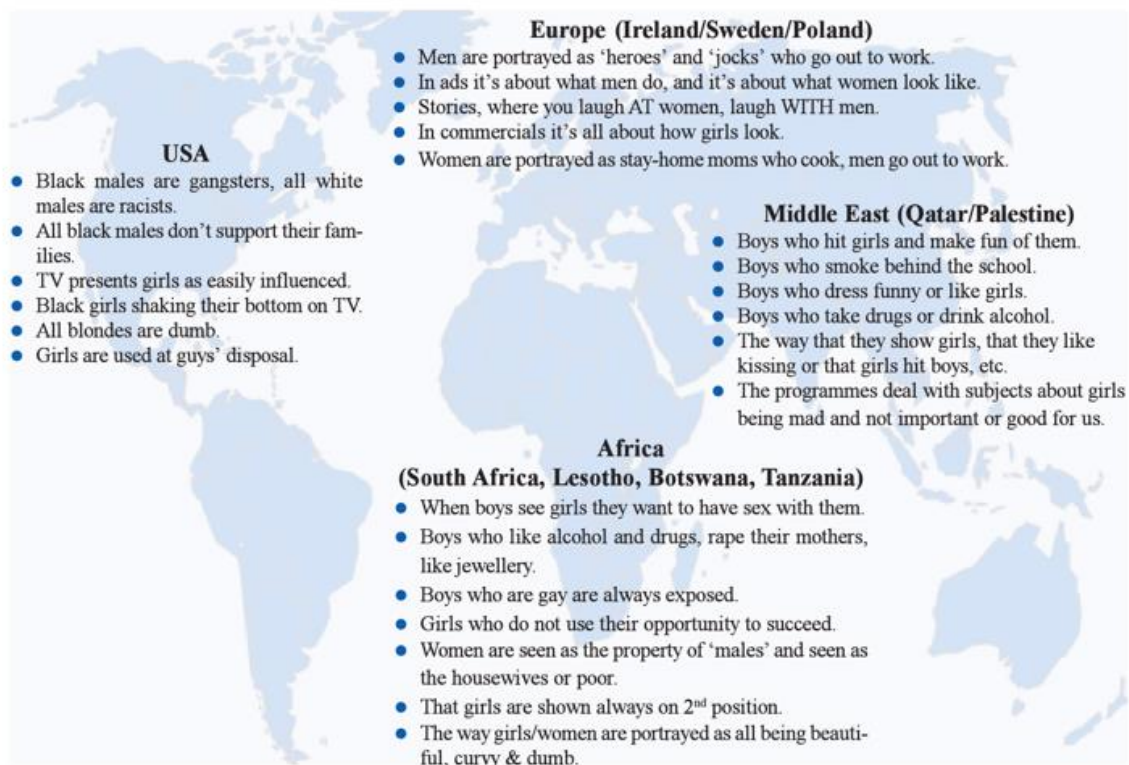 Europe (Ireland/Sweden/Poland)
● Men are portrayed as ‘heroes’ and ‘jocks’ who go out to work.
● In ads it’s about what men do, and it’s about what women look like.
● Stories, where you laugh AT women, laugh WITH men.
● In commercials it’s all about how girls look.
● Women are portrayed as stay-home moms who cook, men go out to work.
USA
● Black males are gangsters, all white
males are racists.
● All black males don’t support their fam-
ilies.
● TV presents girls as easily influenced.
● Black girls shaking their bottom on TV.
● All blondes are dumb.
● Girls are used at guys’ disposal.
Middle East (Qatar/Palestine)
● Boys who hit girls and make fun of them.
● Boys who smoke behind the school.
● Boys who dress funny or like girls.
● Boys who take drugs or drink alcohol.
● The way that they show girls, that they like
kissing or that girls hit boys, etc.
● The programmes deal with subjects about girls
being mad and not important or good for us.
Africa
(South Africa, Lesotho, Botswana, Tanzania)
● When boys see girls they want to have sex with them.
● Boys who like alcohol and drugs, rape their mothers,
like jewellery.
● Boys who are gay are always exposed.
● Girls who do not use their opportunity to succeed.
● Women are seen as the property of ‘males’ and seen as
the housewives or poor.
● That girls are shown always on 2nd position.
● The way girls/women are portrayed as all being beauti-
ful, curvy & dumb.